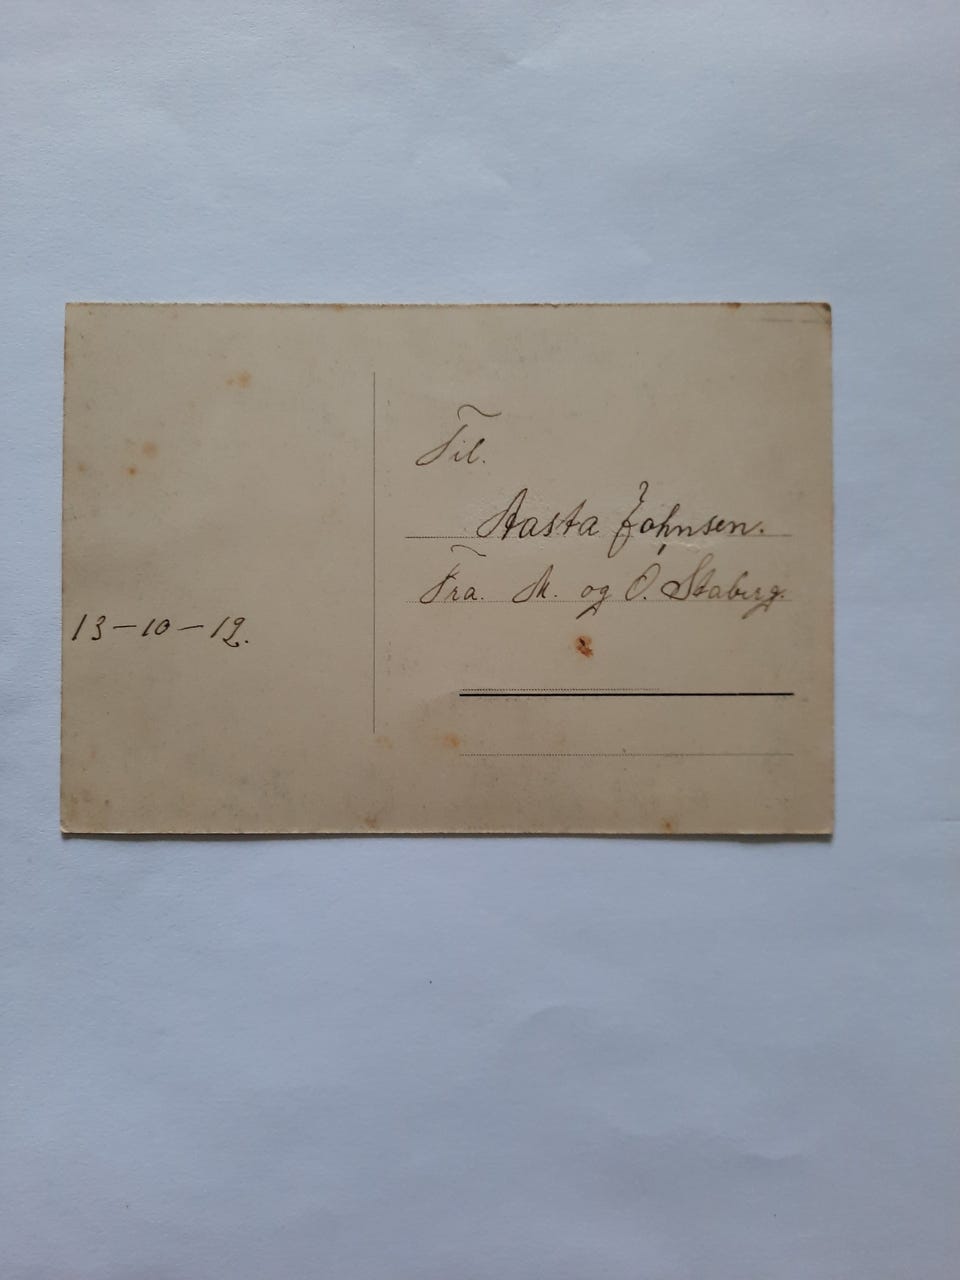 13-10-12.
Til.
Aasta Johnsen.
Fra. M. og O. Staberg.